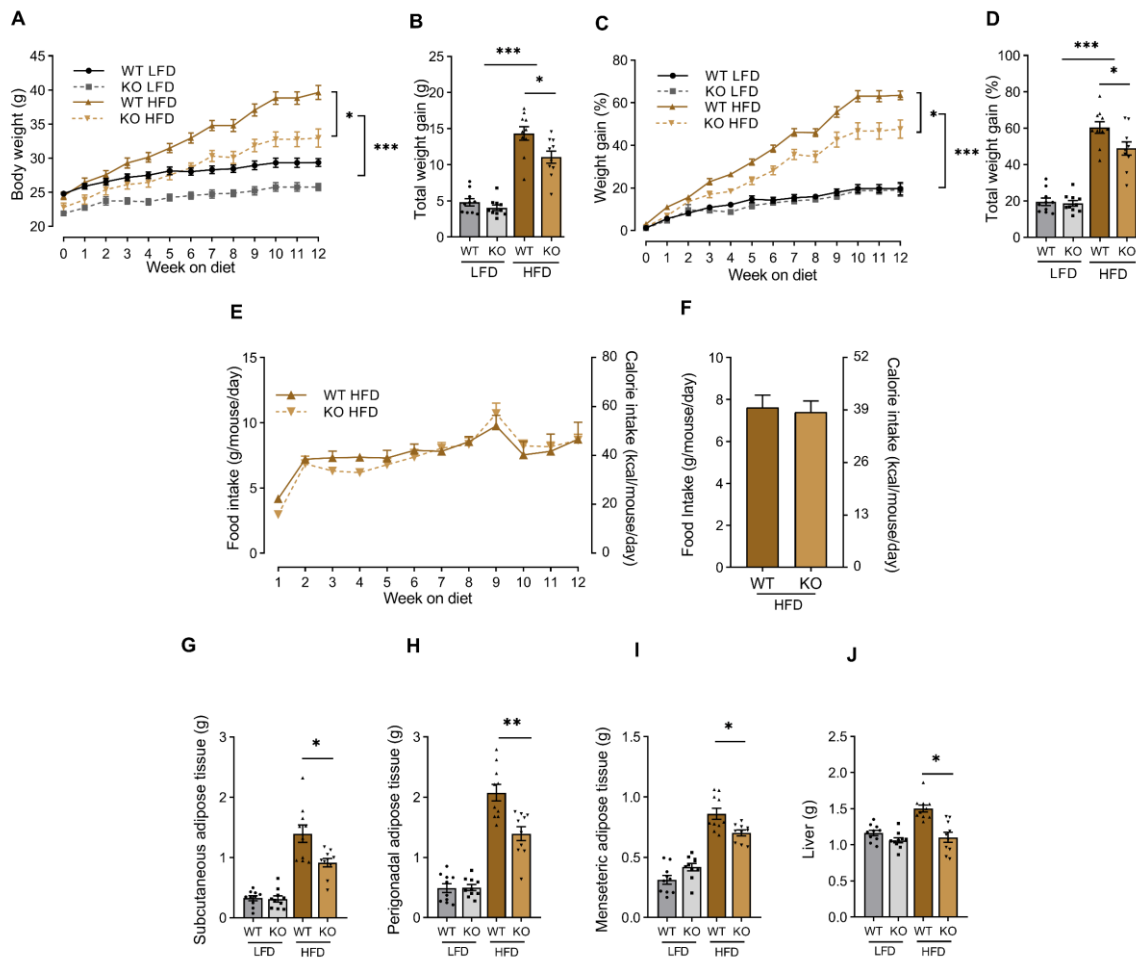 A
Body weight (g)
45
40
35
30
25
20
WT LFD
KO LFD
WT HFD
KO HFD
*
***
0 1 2 3 4 5 6 7 8 9 10 11 12
Week on diet
B
Total weight gain (g)
25
20
15
10
5
0
***
*
WT KO WT KO
LFD HFD
C
Weight gain (%)
80
60
40
20
0
WT LFD
KO LFD
WT HFD
KO HFD
*
***
0 1 2 3 4 5 6 7 8 9 10 11 12
Week on diet
D
Total weight gain (%)
100
80
60
40
20
0
***
*
WT KO WT KO
LFD HFD
E
Food intake (g/mouse/day)
15
10
5
0
WT HFD
KO HFD
80
60
40
20
0
Calorie intake (kcal/mouse/day)
1 2 3 4 5 6 7 8 9 10 11 12
Week on diet
F
Food Intake (g/mouse/day)
10
8
6
4
2
0
52
39
26
13
0
Calorie intake (kcal/mouse/day)
WT KO
HFD
G
Subcutaneous adipose tissue (g)
3
2
1
0
*
WT KO WT KO
LFD HFD
H
Perigonadal adipose tissue (g)
3
2
1
0
**
WT KO WT KO
LFD HFD
I
Menseteric adipose tissue (g)
1.5
1.0
0.5
0.0
*
WT KO WT KO
LFD HFD
J
Liver (g)
2.5
2.0
1.5
1.0
0.5
0.0
*
WT KO WT KO
LFD HFD